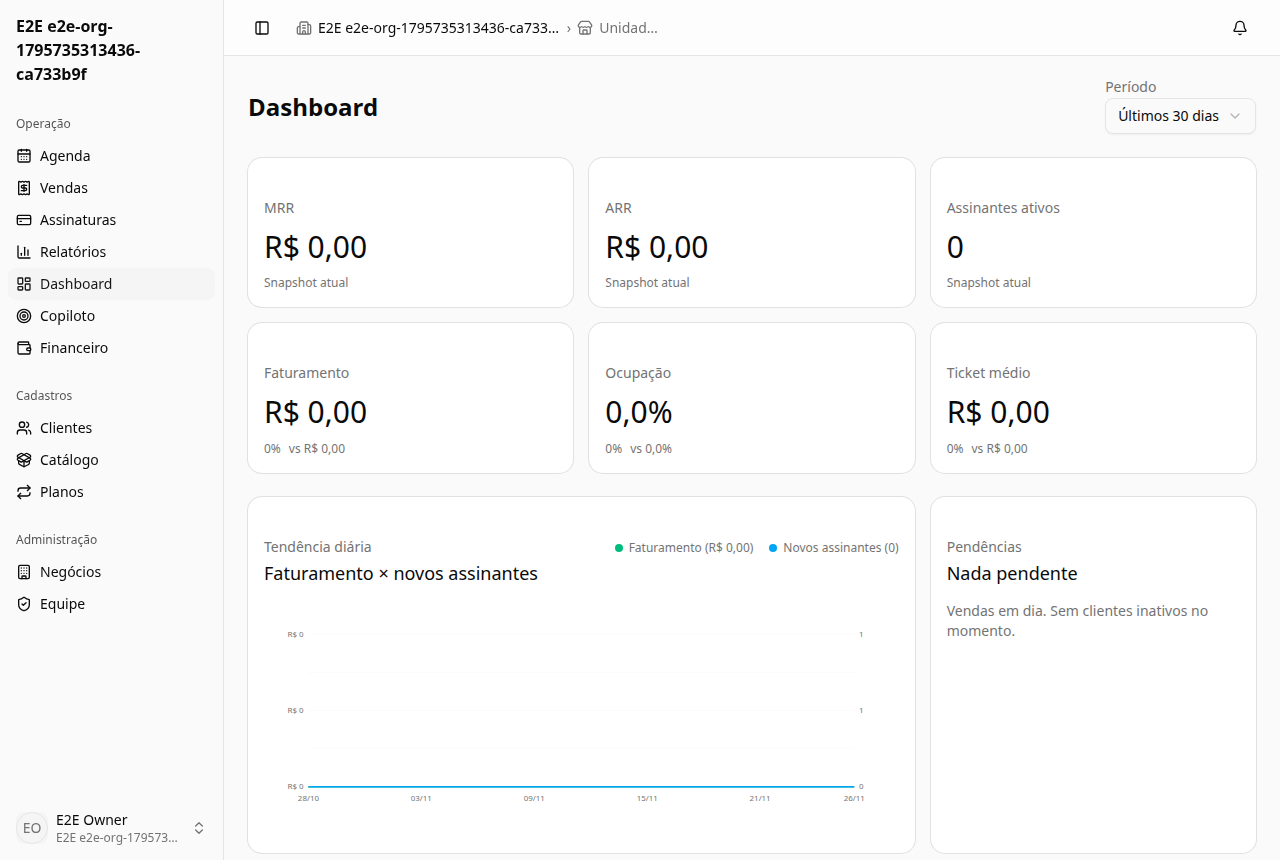 E2E e2e-org-
1795735313436-
ca733b9f
Operação
Agenda
Vendas
Assinaturas
Relatórios
Dashboard
Copiloto
Financeiro
Cadastros
Clientes
Catálogo
Planos
Administração
Negócios
Equipe
EO
E2E Owner
E2E e2e-org-179573...
E2E e2e-org-1795735313436-ca733... › Unidad...
Dashboard
Período
Últimos 30 dias
MRR
R$ 0,00
Snapshot atual
ARR
R$ 0,00
Snapshot atual
Assinantes ativos
0
Snapshot atual
Faturamento
R$ 0,00
0% vs R$ 0,00
Ocupação
0,0%
0% vs 0,0%
Ticket médio
R$ 0,00
0% vs R$ 0,00
Tendência diária
Faturamento (R$ 0,00) Novos assinantes (0)
Faturamento × novos assinantes
R$ 0 1
R$ 0 1
R$ 0 0
28/10 03/11 09/11 15/11 21/11 26/11
Pendências
Nada pendente
Vendas em dia. Sem clientes inativos no
momento.